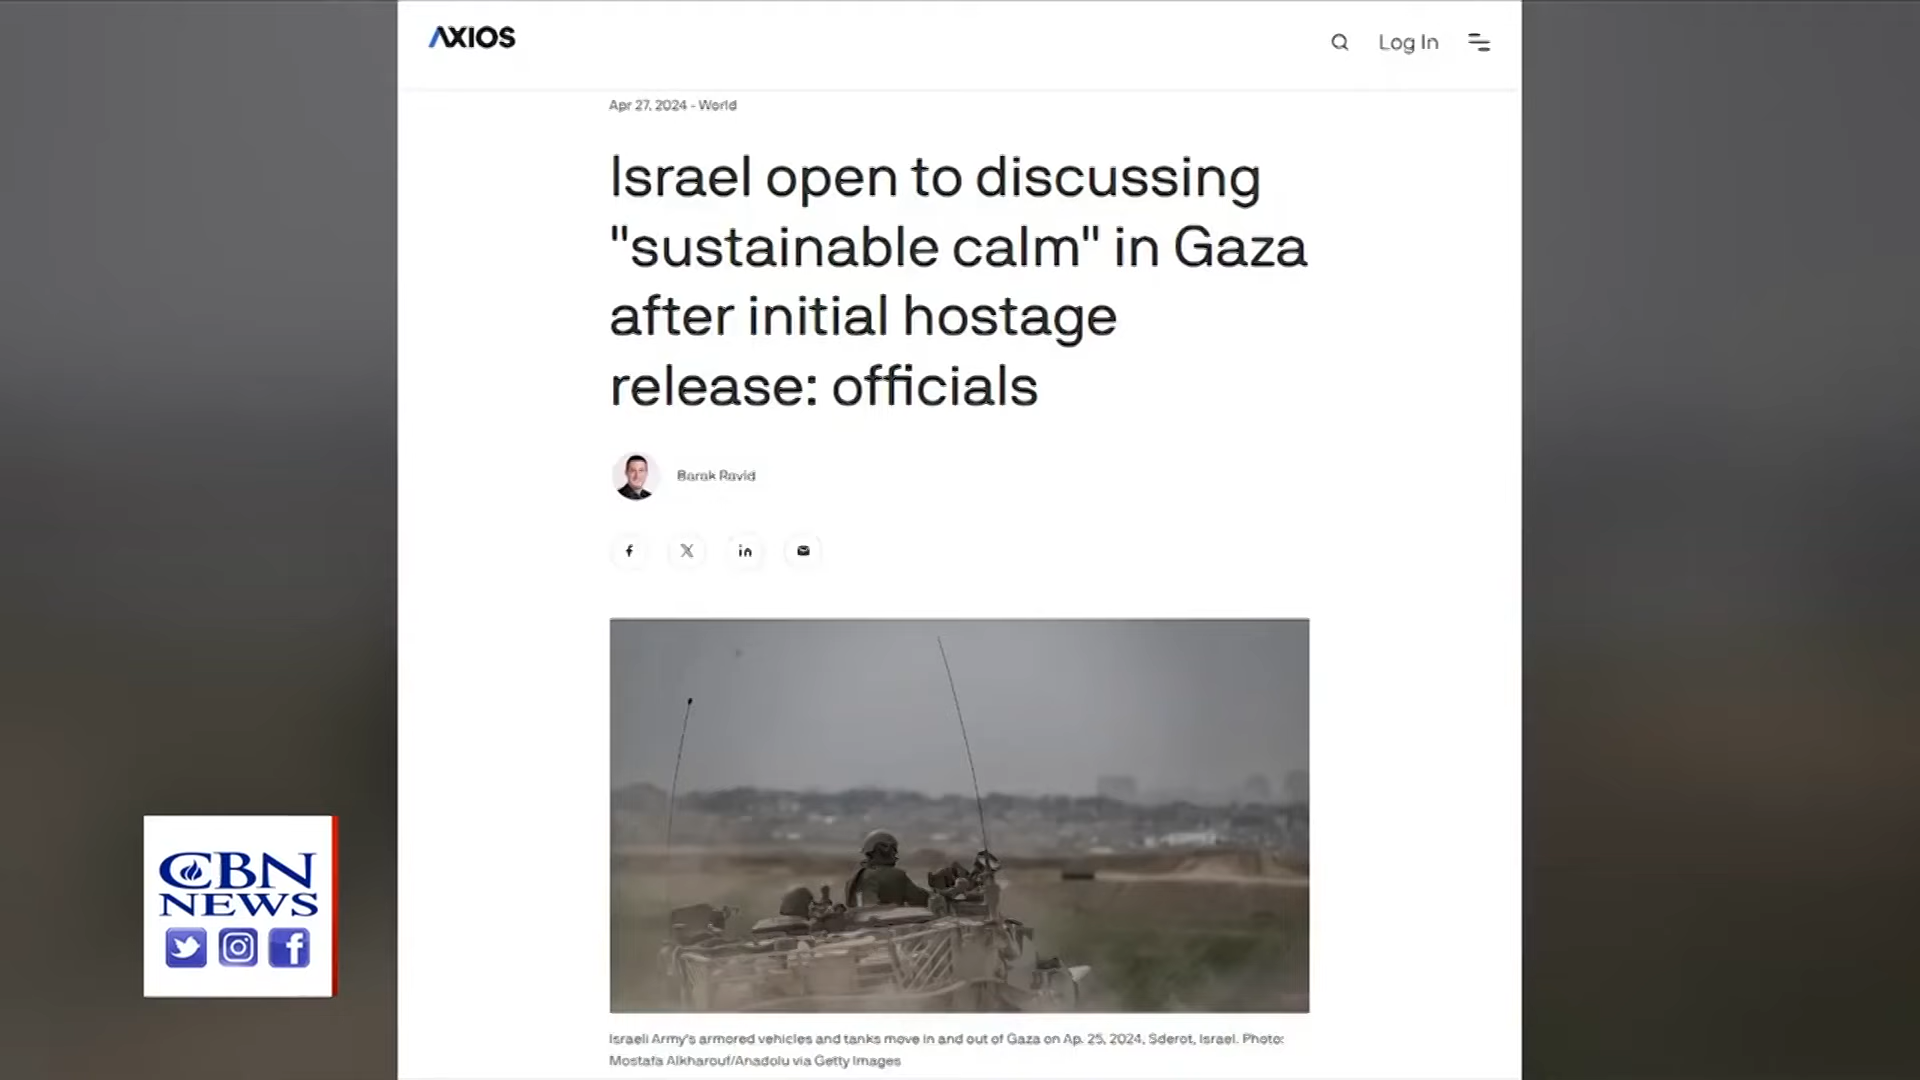 AXIOS
Log In
Apr 27, 2024 - World
Israel open to discussing
"sustainable calm" in Gaza
after initial hostage
release: officials
Barak Ravid
Israeli Army's armored vehicles and tanks move in and out of Gaza on Ap. 25, 2024, Sderot, Israel. Photo:
Mostafa Alkharouf/Anadolu via Getty Images
CBN
NEWS